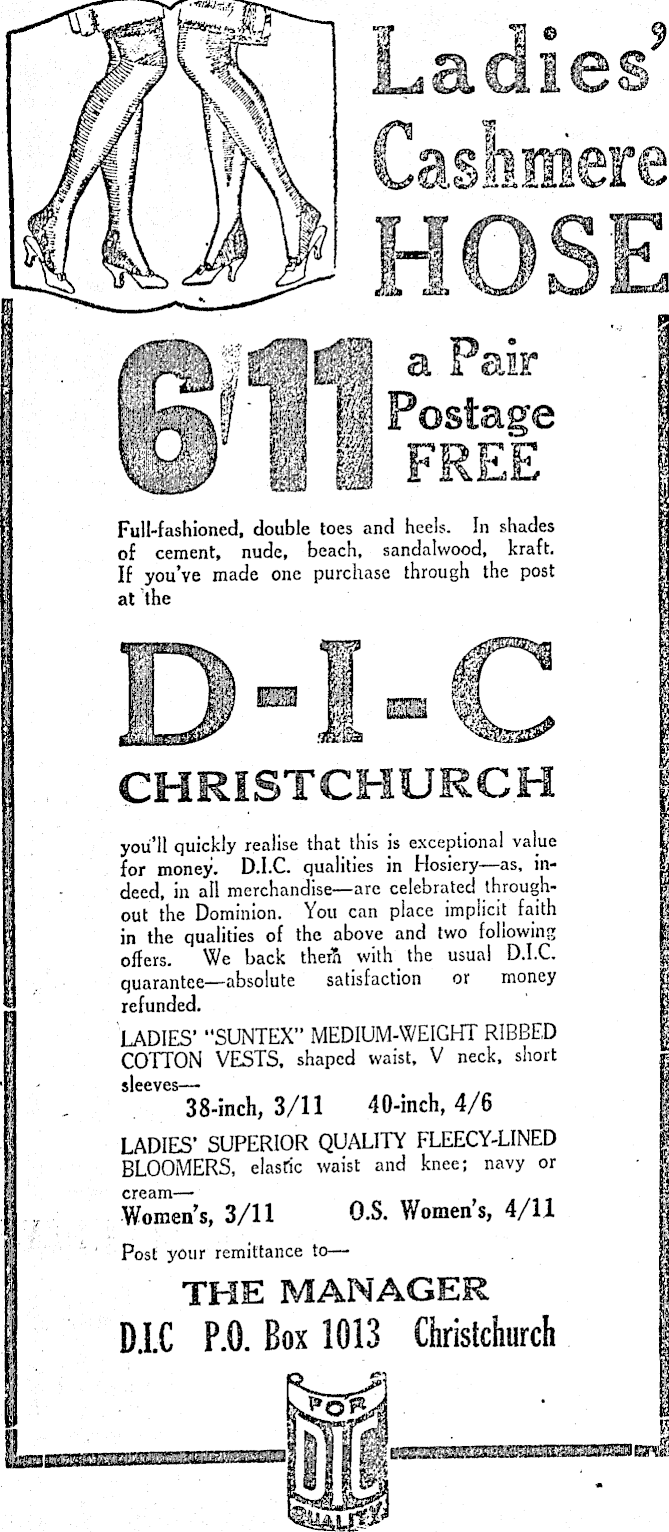 Ladies'
Cashmere
HOSE
6/11
a Pair
Postage
FREE
Full-fashioned, double toes and heels. In shades
of cement, nude, beach, sandalwood, kraft.
If you've made one purchase through the post
at the
D-I-C
CHRISTCHURCH
you'll quickly realise that this is exceptional value
for money. D.I.C. qualities in Hosiery—as, in-
deed, in all merchandise—are celebrated through-
out the Dominion. You can place implicit faith
in the qualities of the above and two following
offers. We back them with the usual D.I.C.
quarantee—absolute satisfaction or money
refunded.
LADIES' "SUNTEX" MEDIUM-WEIGHT RIBBED
COTTON VESTS, shaped waist, V neck, short
sleeves—
38-inch, 3/11 40-inch, 4/6
LADIES' SUPERIOR QUALITY FLEECY-LINED
BLOOMERS, elastic waist and knee; navy or
cream—
Women's, 3/11 O.S. Women's, 4/11
Post your remittance to—
THE MANAGER
D.I.C P.O. Box 1013 Christchurch
FOR
DIC
QUALITY